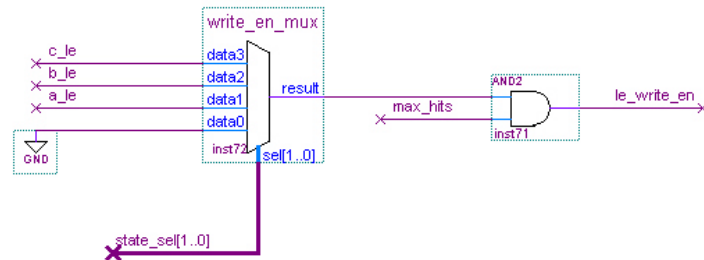 write_en_mux
c_le
data3
b_le
data2
a_le
data1
result
data0
GND
inst72
sel[1..0]
state_sel[1..0]
AND2
max_hits
le_write_en
inst71